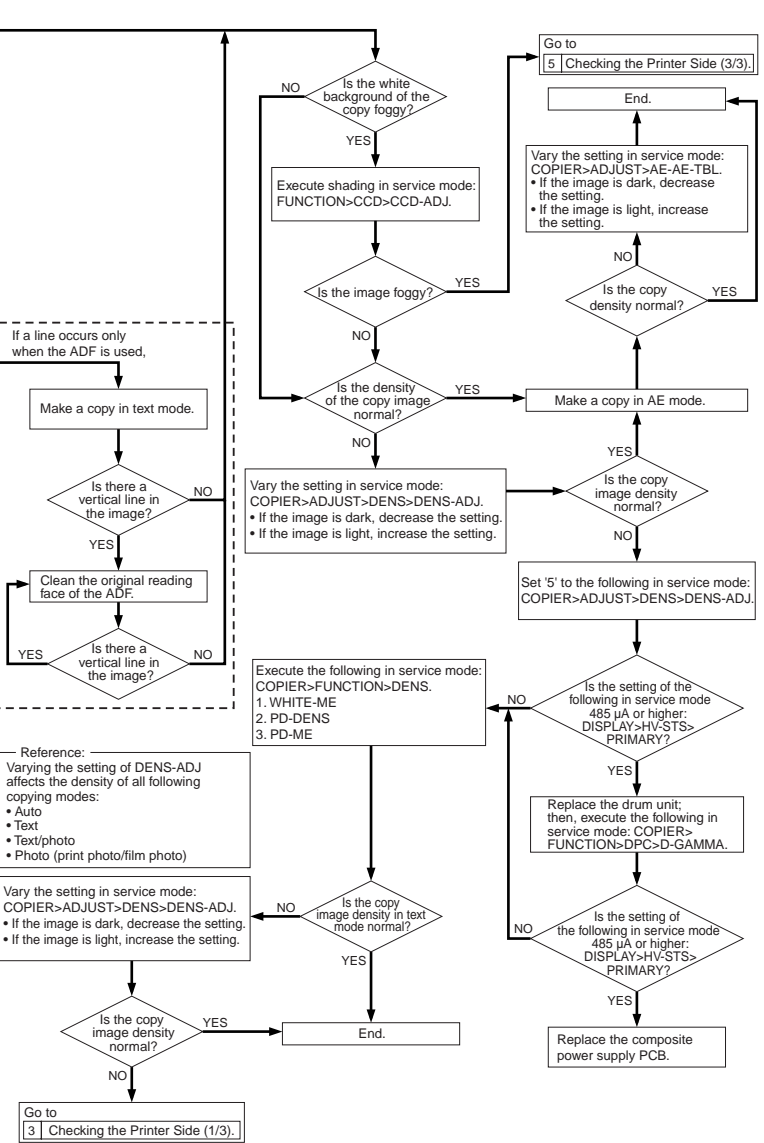 Go to
5 Checking the Printer Side (3/3).
NO
Is the white
background of the
copy foggy?
YES
End.
Execute shading in service mode:
FUNCTION>CCD>CCD-ADJ.
Vary the setting in service mode:
COPIER>ADJUST>AE-AE-TBL.
• If the image is dark, decrease
the setting.
• If the image is light, increase
the setting.
NO
Is the image foggy?
YES
NO
Is the copy
density normal?
YES
If a line occurs only
when the ADF is used,
Make a copy in text mode.
Is the density
of the copy image
normal?
YES
NO
Make a copy in AE mode.
YES
Is there a
vertical line in
the image?
NO
YES
Vary the setting in service mode:
COPIER>ADJUST>DENS>DENS-ADJ.
• If the image is dark, decrease the setting.
• If the image is light, increase the setting.
Is the copy
image density
normal?
NO
Clean the original reading
face of the ADF.
Set '5' to the following in service mode:
COPIER>ADJUST>DENS>DENS-ADJ.
YES
Is there a
vertical line in
the image?
NO
Execute the following in service mode:
COPIER>FUNCTION>DENS.
1. WHITE-ME
2. PD-DENS
3. PD-ME
NO
Is the setting of the
following in service mode
485 µA or higher:
DISPLAY>HV-STS>
PRIMARY?
YES
Reference:
Varying the setting of DENS-ADJ
affects the density of all following
copying modes:
• Auto
• Text
• Text/photo
• Photo (print photo/film photo)
Replace the drum unit;
then, execute the following in
service mode: COPIER>
FUNCTION>DPC>D-GAMMA.
Vary the setting in service mode:
COPIER>ADJUST>DENS>DENS-ADJ.
• If the image is dark, decrease the setting.
• If the image is light, increase the setting.
NO
Is the copy
image density in text
mode normal?
YES
NO
Is the setting of
the following in service mode
485 µA or higher:
DISPLAY>HV-STS>
PRIMARY?
YES
Is the copy
image density
normal?
YES
NO
End.
Replace the composite
power supply PCB.
Go to
3 Checking the Printer Side (1/3).